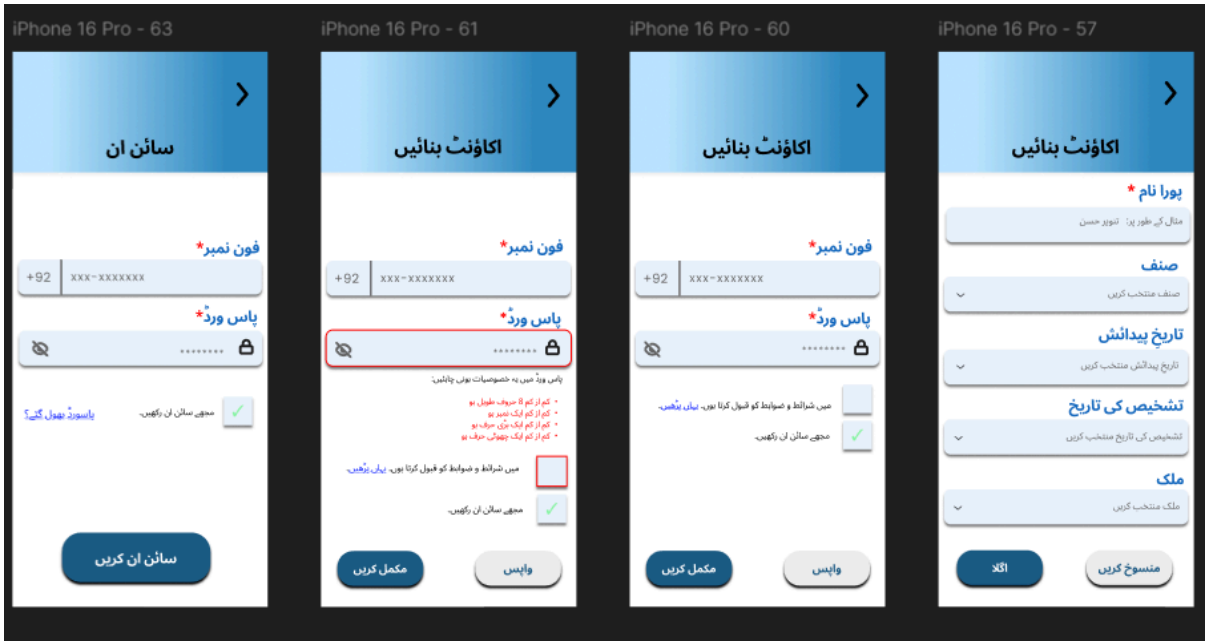 iPhone 16 Pro - 63
سائن ان
فون نمبر*
+92 xxx-xxxxxxx
پاس ورڈ*
........
مجھے سائن ان رکھیں۔
پاسورڈ بھول گئے؟
سائن ان کریں
iPhone 16 Pro - 61
اکاؤنٹ بنائیں
فون نمبر*
+92 xxx-xxxxxxx
پاس ورڈ*
........
پاس ورڈ میں یہ خصوصیات ہونی چاہئیں:
• کم از کم 8 حروف طویل ہو
• کم از کم ایک نمبر ہو
• کم از کم ایک بڑی حرف ہو
• کم از کم ایک چھوٹی حرف ہو
میں شرائط و ضوابط کو قبول کرتا ہوں۔ یہاں پڑھیں۔
مجھے سائن ان رکھیں۔
واپس
مکمل کریں
iPhone 16 Pro - 60
اکاؤنٹ بنائیں
فون نمبر*
+92 xxx-xxxxxxx
پاس ورڈ*
........
میں شرائط و ضوابط کو قبول کرتا ہوں۔ یہاں پڑھیں۔
مجھے سائن ان رکھیں۔
واپس
مکمل کریں
iPhone 16 Pro - 57
اکاؤنٹ بنائیں
پورا نام *
مثال کے طور پر: تنویر حسن
صنف
صنف منتخب کریں
تاریخِ پیدائش
تاریخ پیدائش منتخب کریں
تشخیص کی تاریخ
تشخیص کی تاریخ منتخب کریں
ملک
ملک منتخب کریں
منسوخ کریں
اگلا